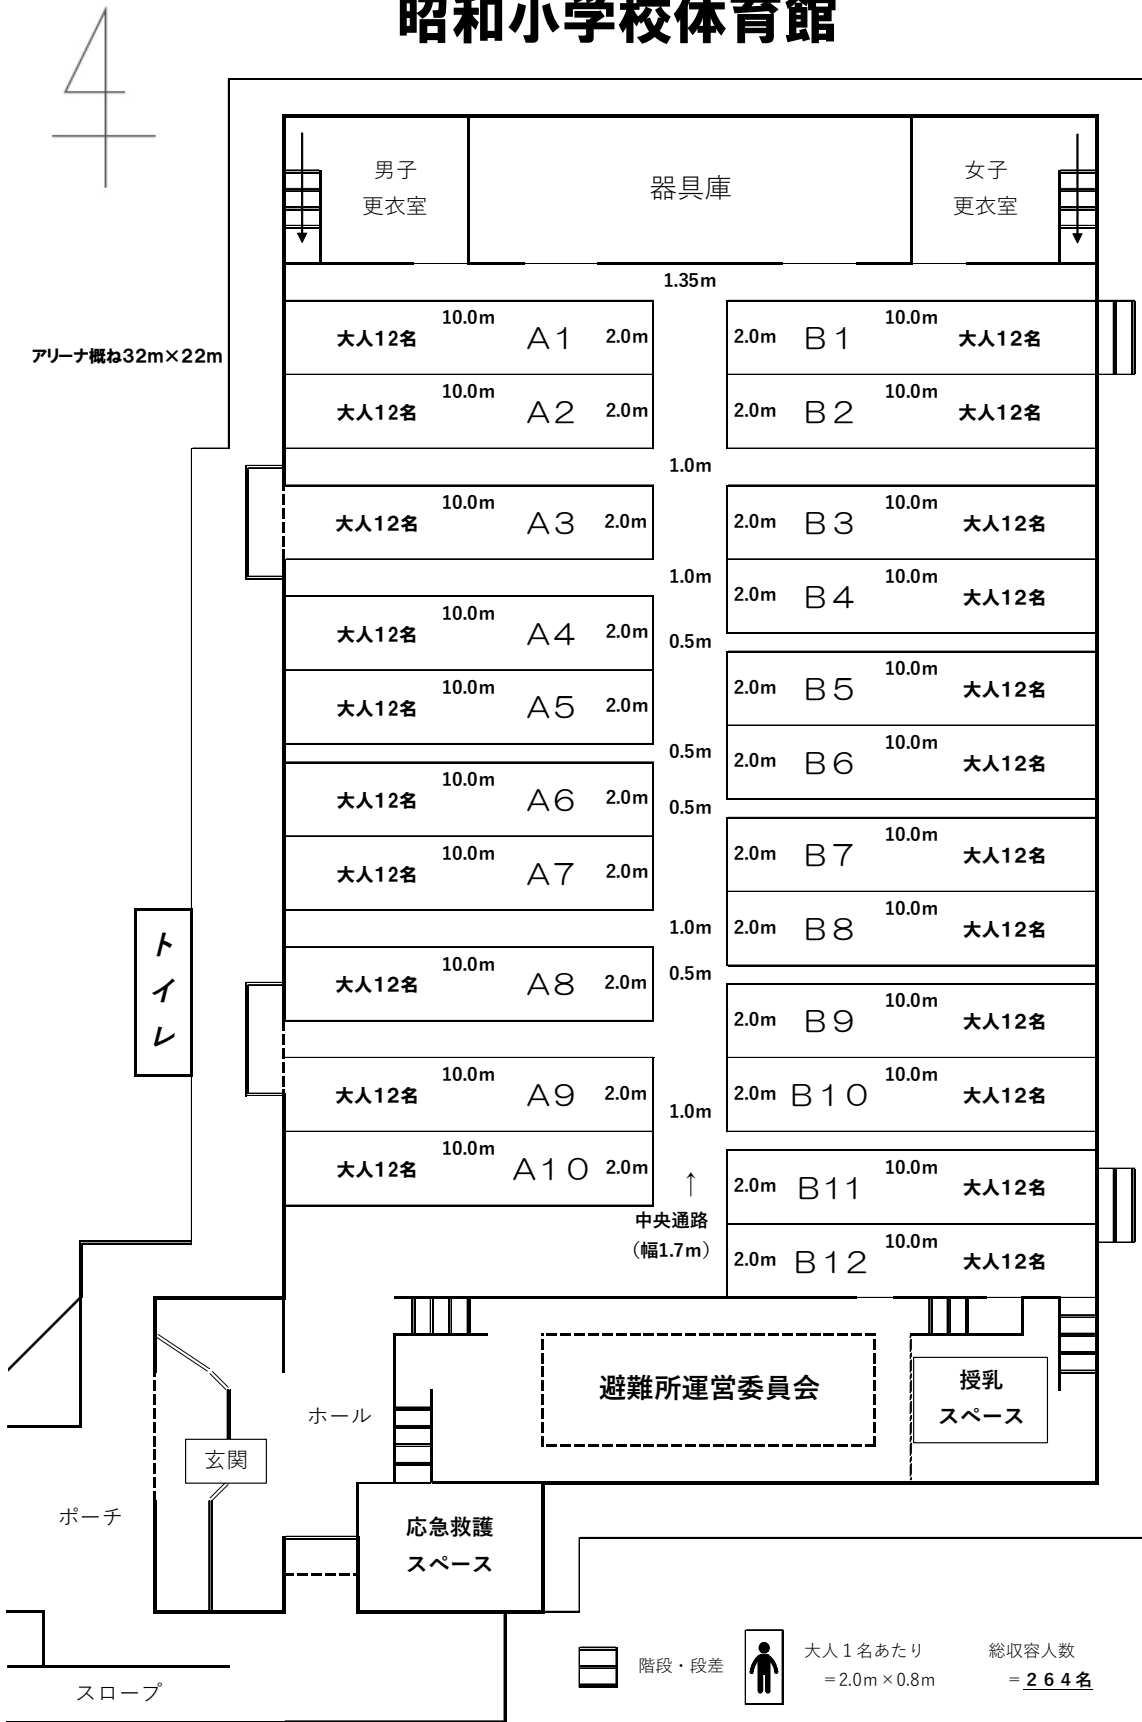 昭和小学校体育館
男子
更衣室
器具庫
女子
更衣室
1.35m
アリーナ概ね32m×22m
大人12名 10.0m A1 2.0m
2.0m B1 10.0m 大人12名
大人12名 10.0m A2 2.0m
2.0m B2 10.0m 大人12名
1.0m
大人12名 10.0m A3 2.0m
2.0m B3 10.0m 大人12名
1.0m
2.0m B4 10.0m 大人12名
大人12名 10.0m A4 2.0m
0.5m
2.0m B5 10.0m 大人12名
大人12名 10.0m A5 2.0m
0.5m
2.0m B6 10.0m 大人12名
大人12名 10.0m A6 2.0m
0.5m
2.0m B7 10.0m 大人12名
大人12名 10.0m A7 2.0m
1.0m
2.0m B8 10.0m 大人12名
トイレ
0.5m
大人12名 10.0m A8 2.0m
2.0m B9 10.0m 大人12名
大人12名 10.0m A9 2.0m
2.0m B10 10.0m 大人12名
1.0m
大人12名 10.0m A10 2.0m
2.0m B11 10.0m 大人12名
↑
中央通路
（幅1.7m）
2.0m B12 10.0m 大人12名
避難所運営委員会
授乳
スペース
ホール
玄関
ポーチ
応急救護
スペース
スロープ
階段・段差
大人１名あたり
＝2.0m×0.8m
総収容人数
＝２６４名